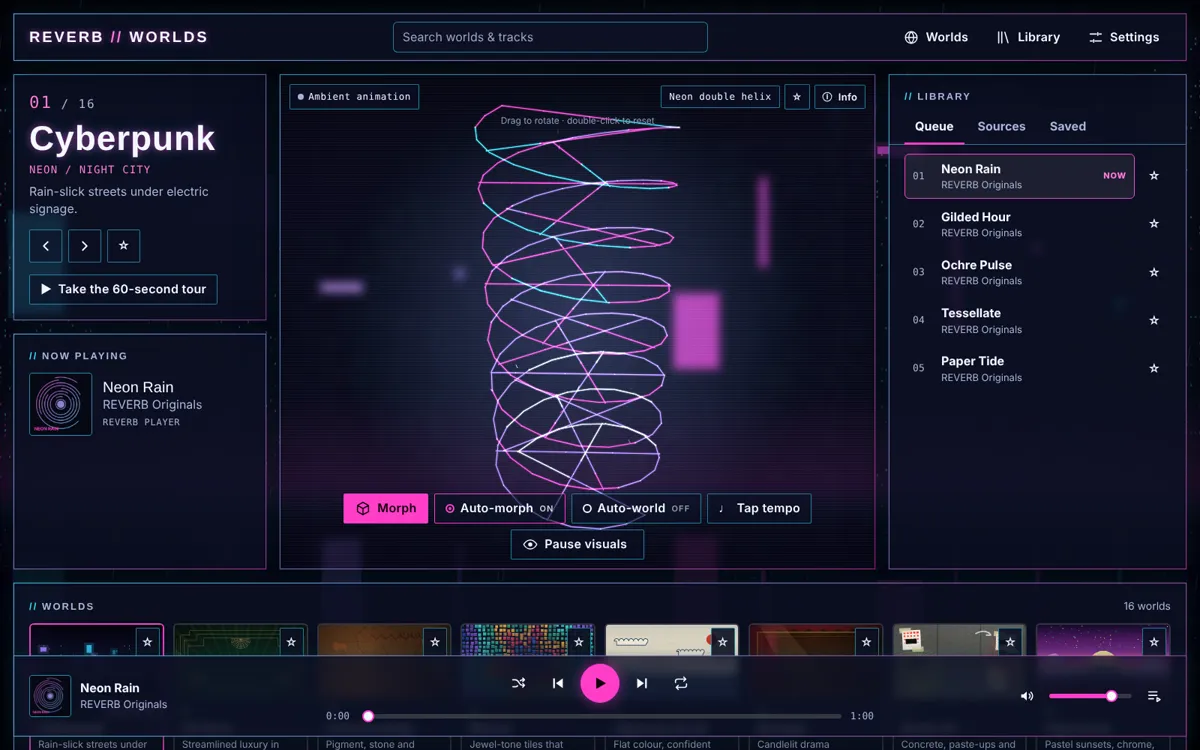 REVERB // WORLDS
Search worlds & tracks
Worlds
Library
Settings
01 / 16
Cyberpunk
NEON / NIGHT CITY
Rain-slick streets under electric
signage.
Take the 60-second tour
// NOW PLAYING
Neon Rain
REVERB Originals
REVERB PLAYER
Ambient animation
Neon double helix
Info
Drag to rotate · double-click to reset
Morph
Auto-morph ON
Auto-world OFF
Tap tempo
Pause visuals
// LIBRARY
Queue
Sources
Saved
01
Neon Rain
REVERB Originals
NOW
02
Gilded Hour
REVERB Originals
03
Ochre Pulse
REVERB Originals
04
Tessellate
REVERB Originals
05
Paper Tide
REVERB Originals
// WORLDS
16 worlds
Neon Rain
REVERB Originals
0:00
1:00
Rain-slick streets under
Streamlined luxury in
Pigment, stone and
Jewel-tone tiles that
Flat colour, confident
Candlelit drama
Concrete, paste-ups and
Pastel sunsets, chrome,